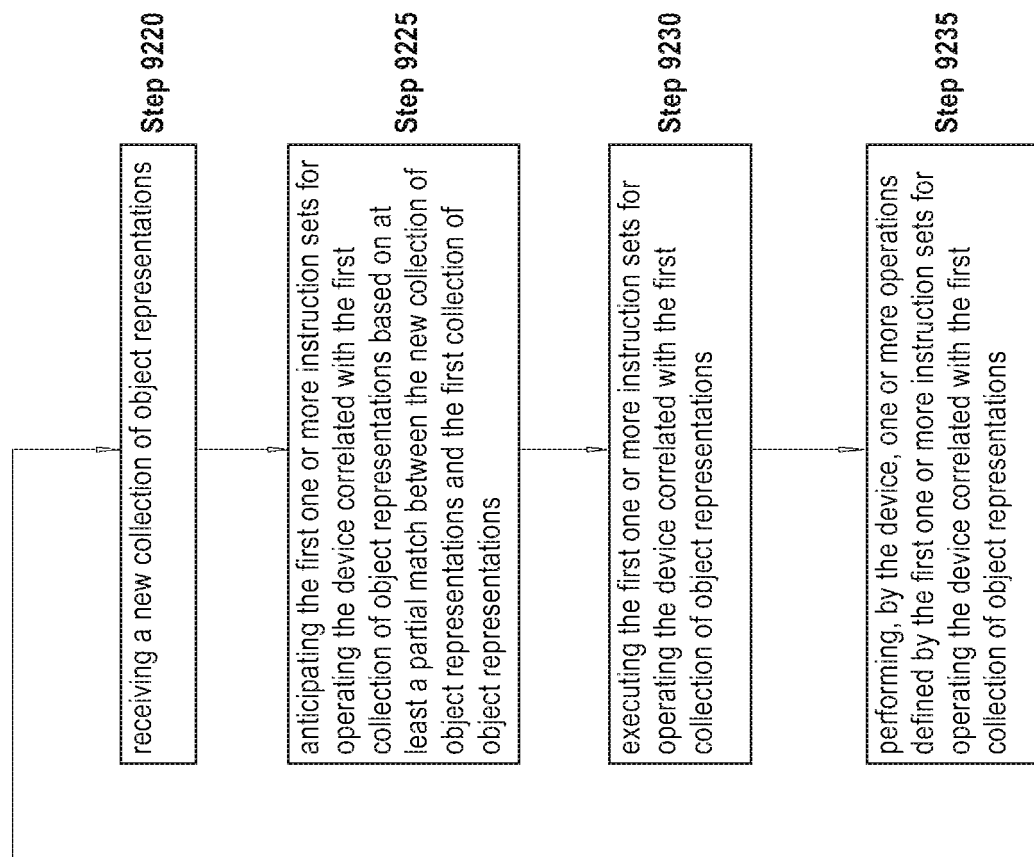 receiving a new collection of object representations
Step 9220
anticipating the first one or more instruction sets for
operating the device correlated with the first
collection of object representations based on at
least a partial match between the new collection of
object representations and the first collection of
object representations
Step 9225
executing the first one or more instruction sets for
operating the device correlated with the first
collection of object representations
Step 9230
performing, by the device, one or more operations
defined by the first one or more instruction sets for
operating the device correlated with the first
collection of object representations
Step 9235